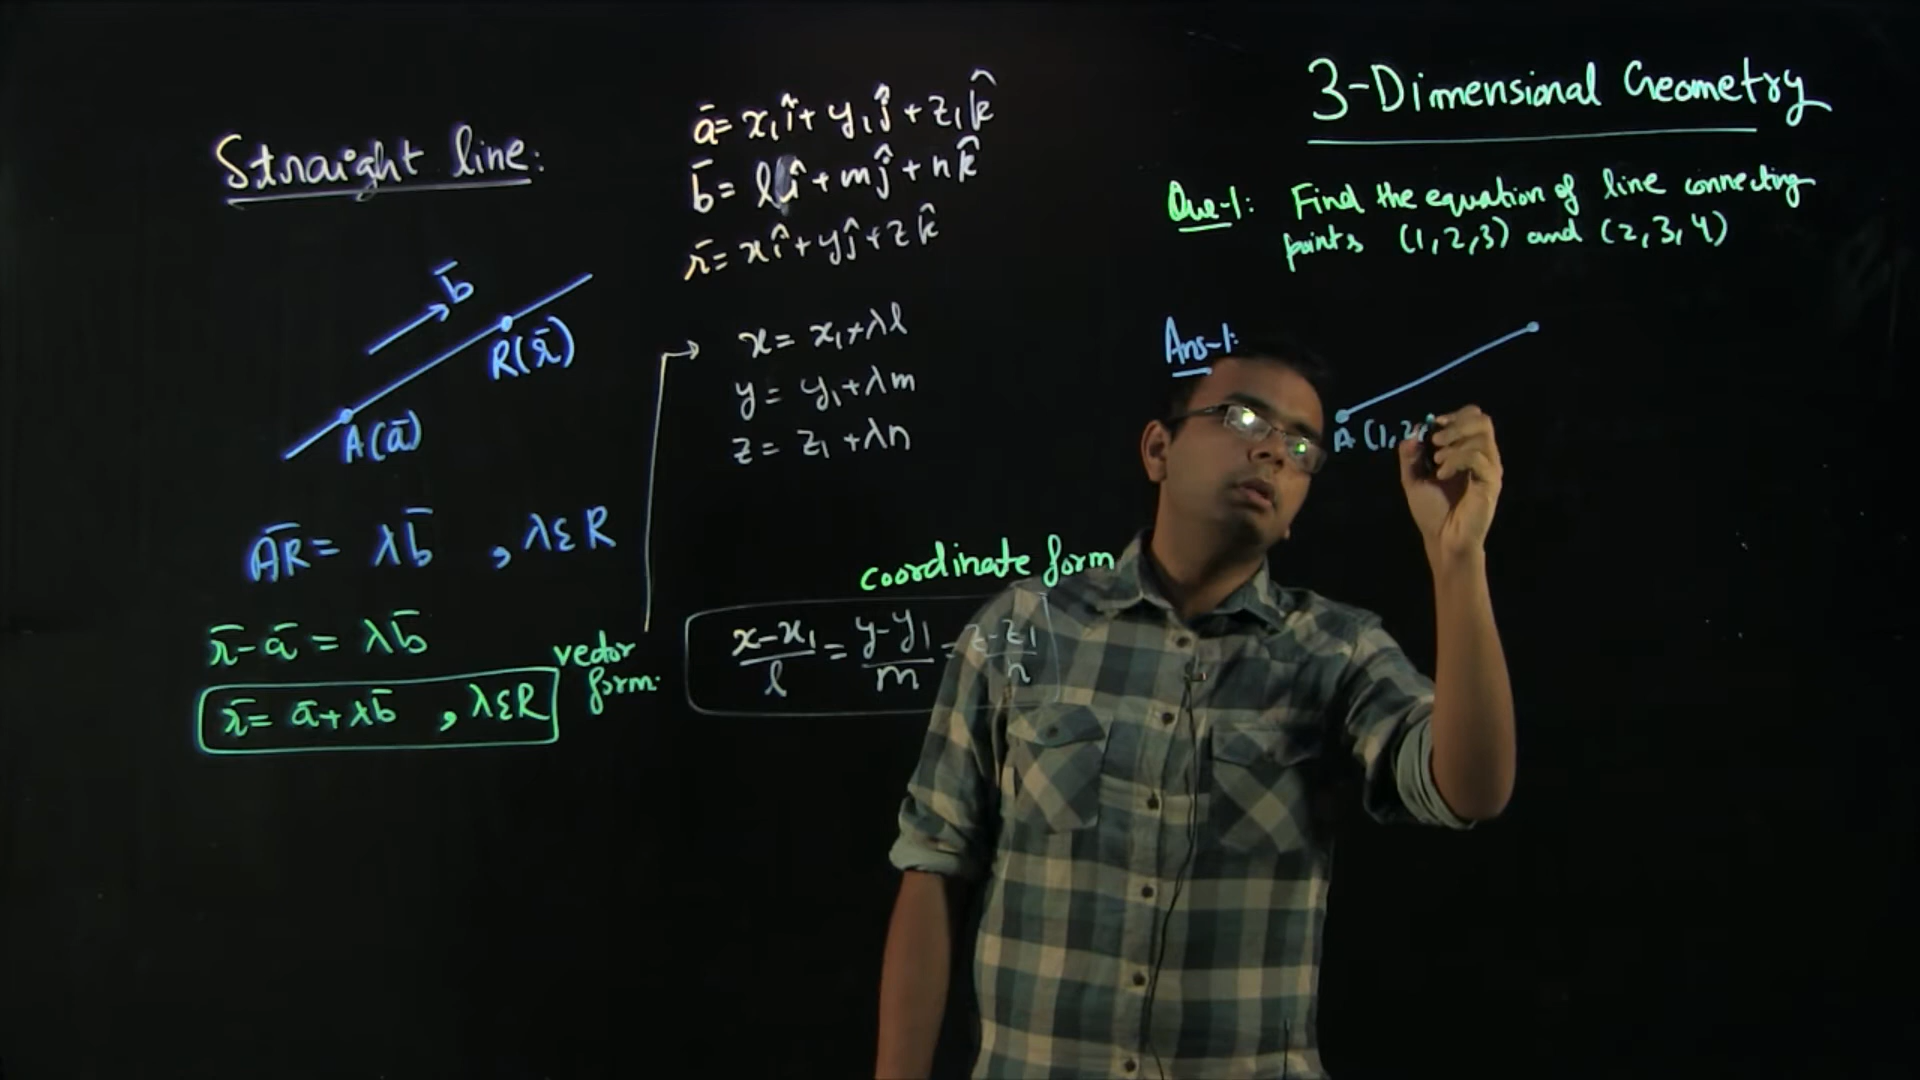 Straight line:
b̄
R(r̄)
A(ā)
A̅R̅ = λb̄ , λ∈R
r̄ - ā = λb̄
r̄ = ā + λb̄ , λ∈R
vector
form:
ā = x₁î + y₁ĵ + z₁k̂
b̄ = lî + mĵ + nk̂
r̄ = xî + yĵ + zk̂
x = x₁ + λl
y = y₁ + λm
z = z₁ + λn
coordinate form
x-x₁/l = y-y₁/m = z-z₁/n
3-Dimensional Geometry
Que-1: Find the equation of line connecting
points (1,2,3) and (2,3,4)
Ans-1:
A (1,2,